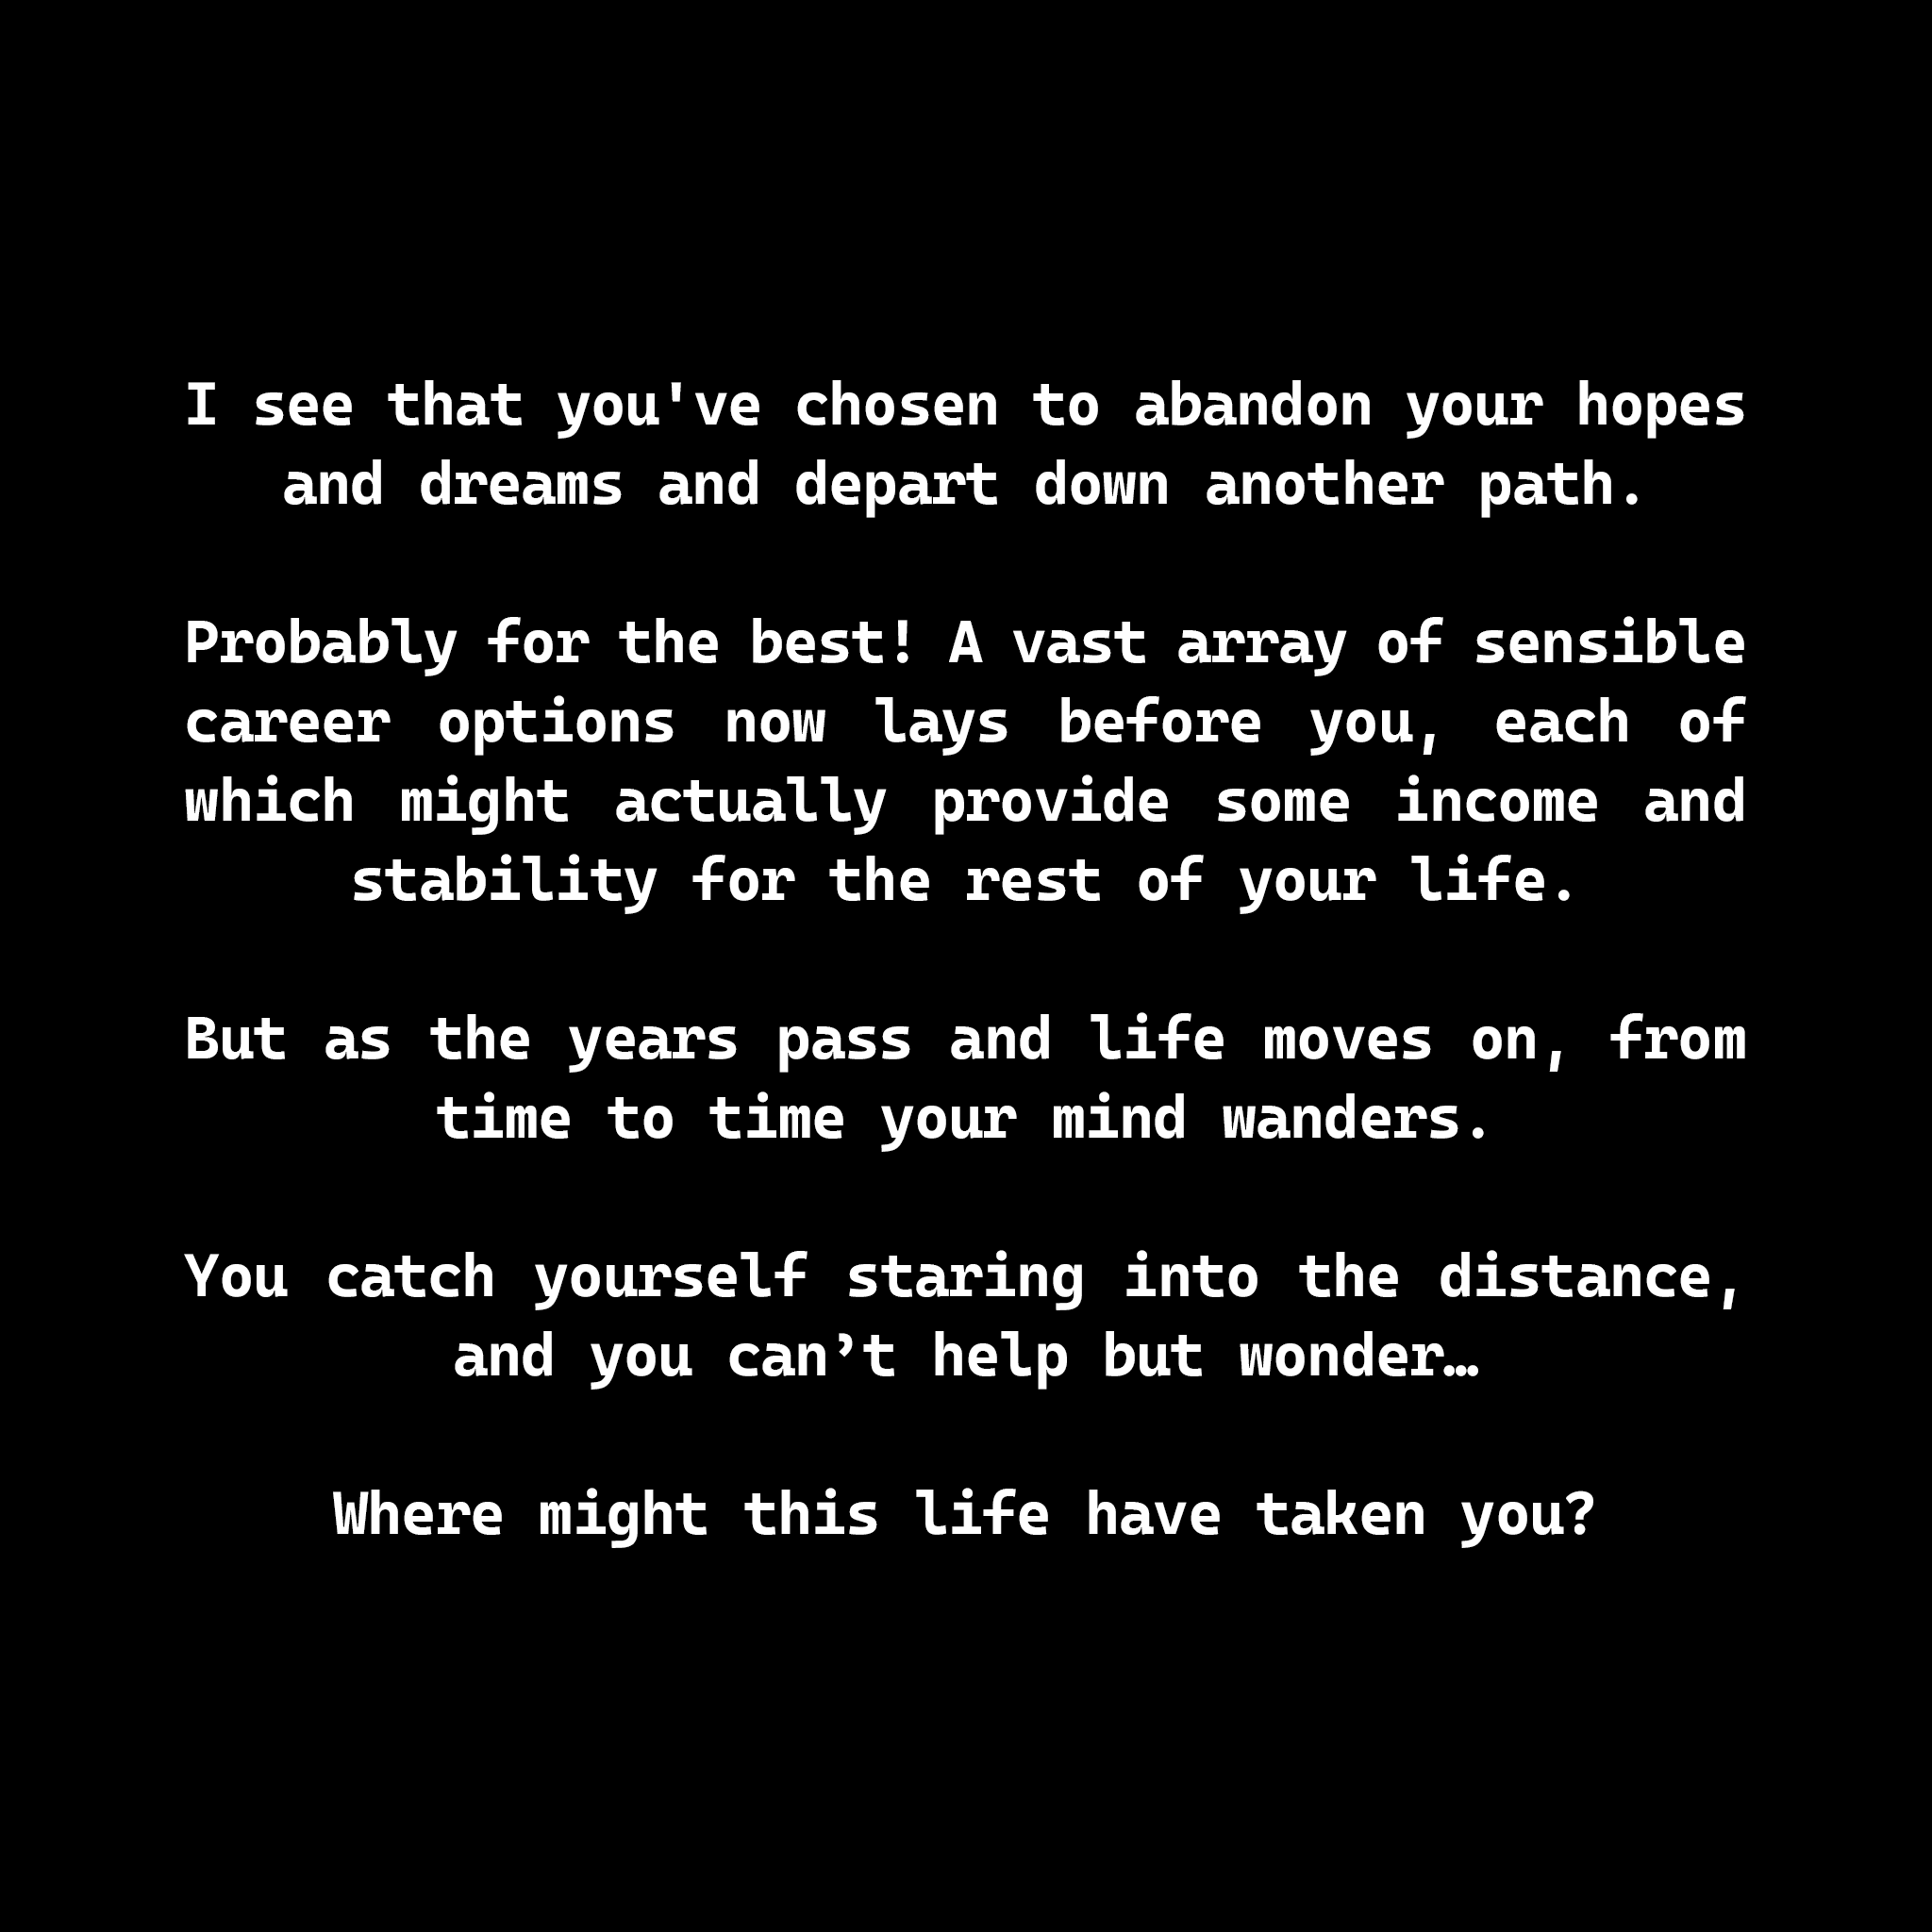 I see that you've chosen to abandon your hopes
and dreams and depart down another path.
Probably for the best! A vast array of sensible
career options now lays before you, each of
which might actually provide some income and
stability for the rest of your life.
But as the years pass and life moves on, from
time to time your mind wanders.
You catch yourself staring into the distance,
and you can’t help but wonder…
Where might this life have taken you?